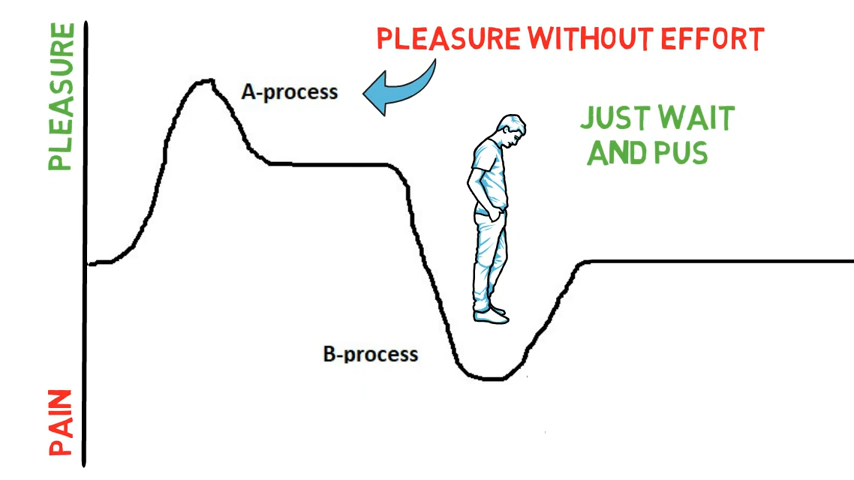 PLEASURE WITHOUT EFFORT
PLEASURE
A-process
JUST WAIT
AND PUS
B-process
PAIN